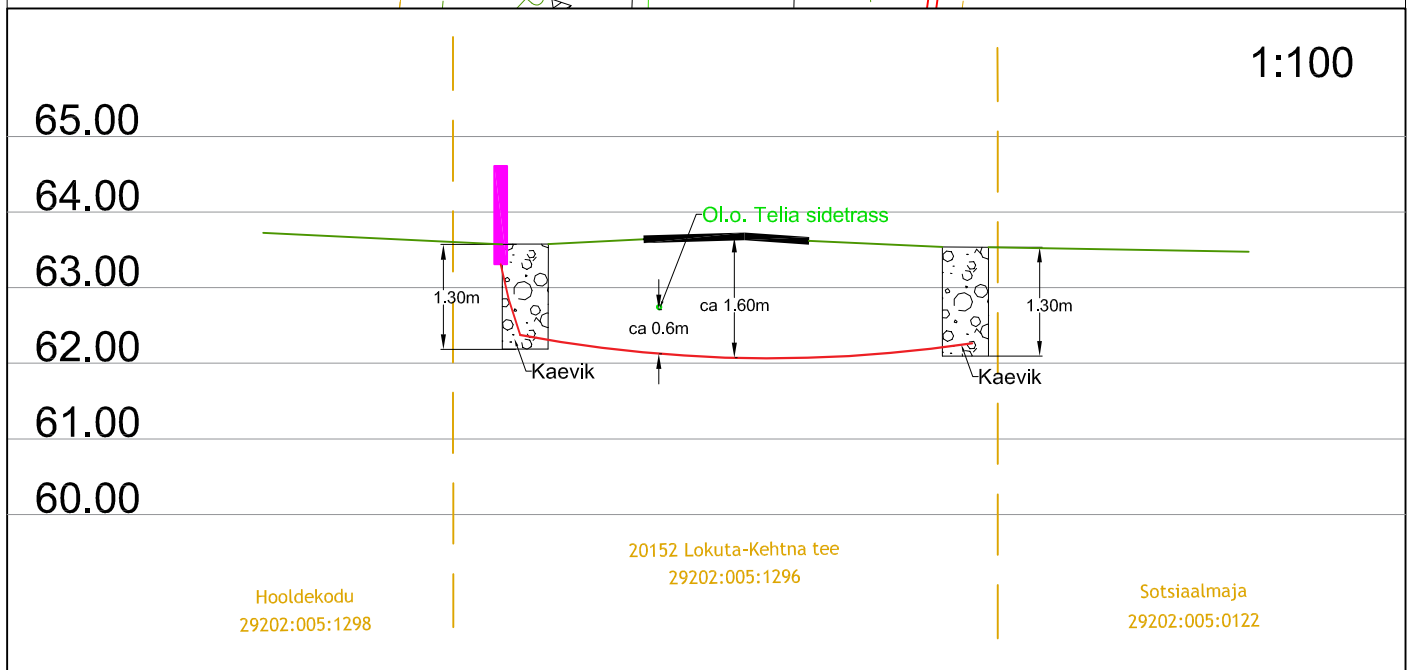 1:100
65.00
64.00
Ol.o. Telia sidetrass
63.00
1.30m
ca 0.6m
ca 1.60m
1.30m
62.00
Kaevik
Kaevik
61.00
60.00
20152 Lokuta-Kehtna tee
29202:005:1296
Hooldekodu
29202:005:1298
Sotsiaalmaja
29202:005:0122